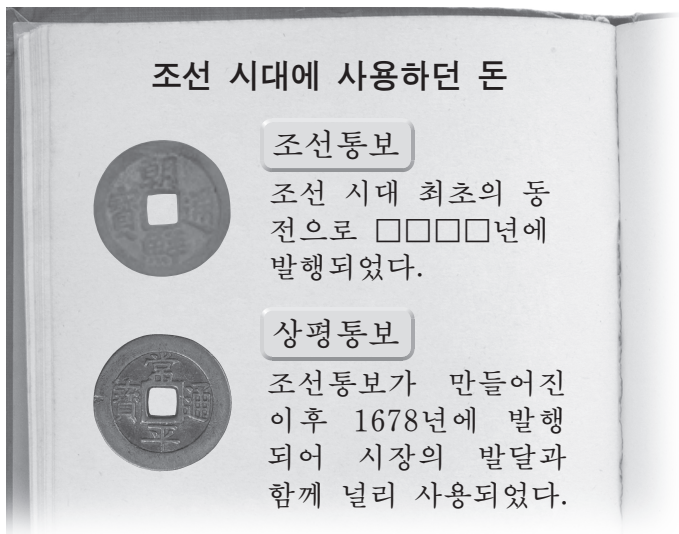 조선 시대에 사용하던 돈
조선통보
조선 시대 최초의 동
전으로 □□□□년에
발행되었다.
朝
寶 通
鮮
상평통보
조선통보가 만들어진
이후 1678년에 발행
되어 시장의 발달과
함께 널리 사용되었다.
常
寶 通
平